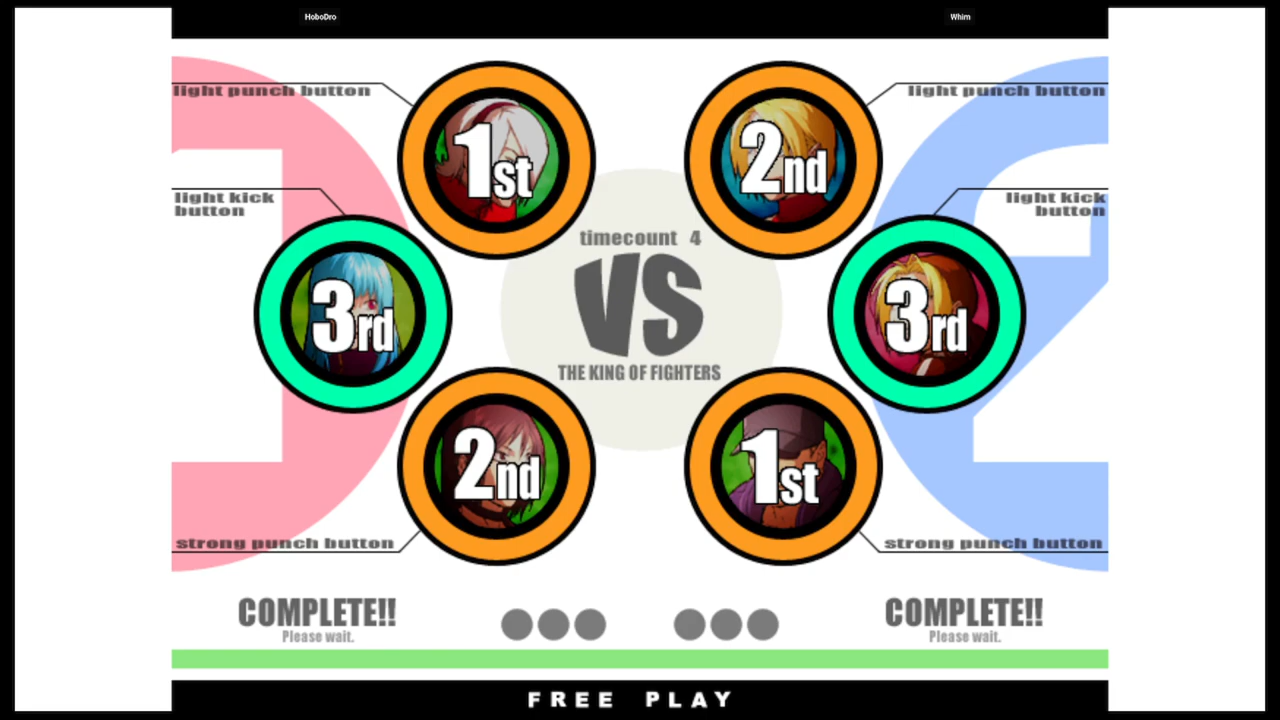 HoboDro
Whim
light punch button
light punch button
1st
2nd
light kick
button
light kick
button
timecount 4
VS
THE KING OF FIGHTERS
3rd
3rd
2nd
1st
strong punch button
strong punch button
COMPLETE!!
Please wait.
COMPLETE!!
Please wait.
FREE PLAY